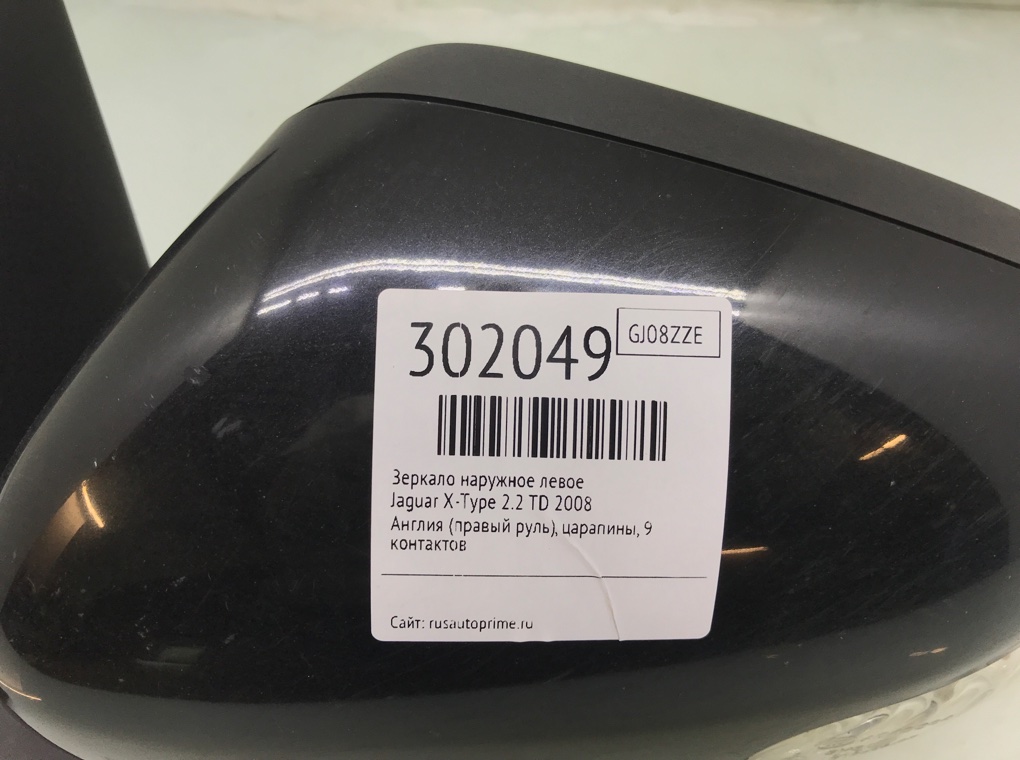 302049
GJ08ZZE
Зеркало наружное левое
Jaguar X-Type 2.2 TD 2008
Англия (правый руль), царапины, 9
контактов
Сайт: rusautoprime.ru